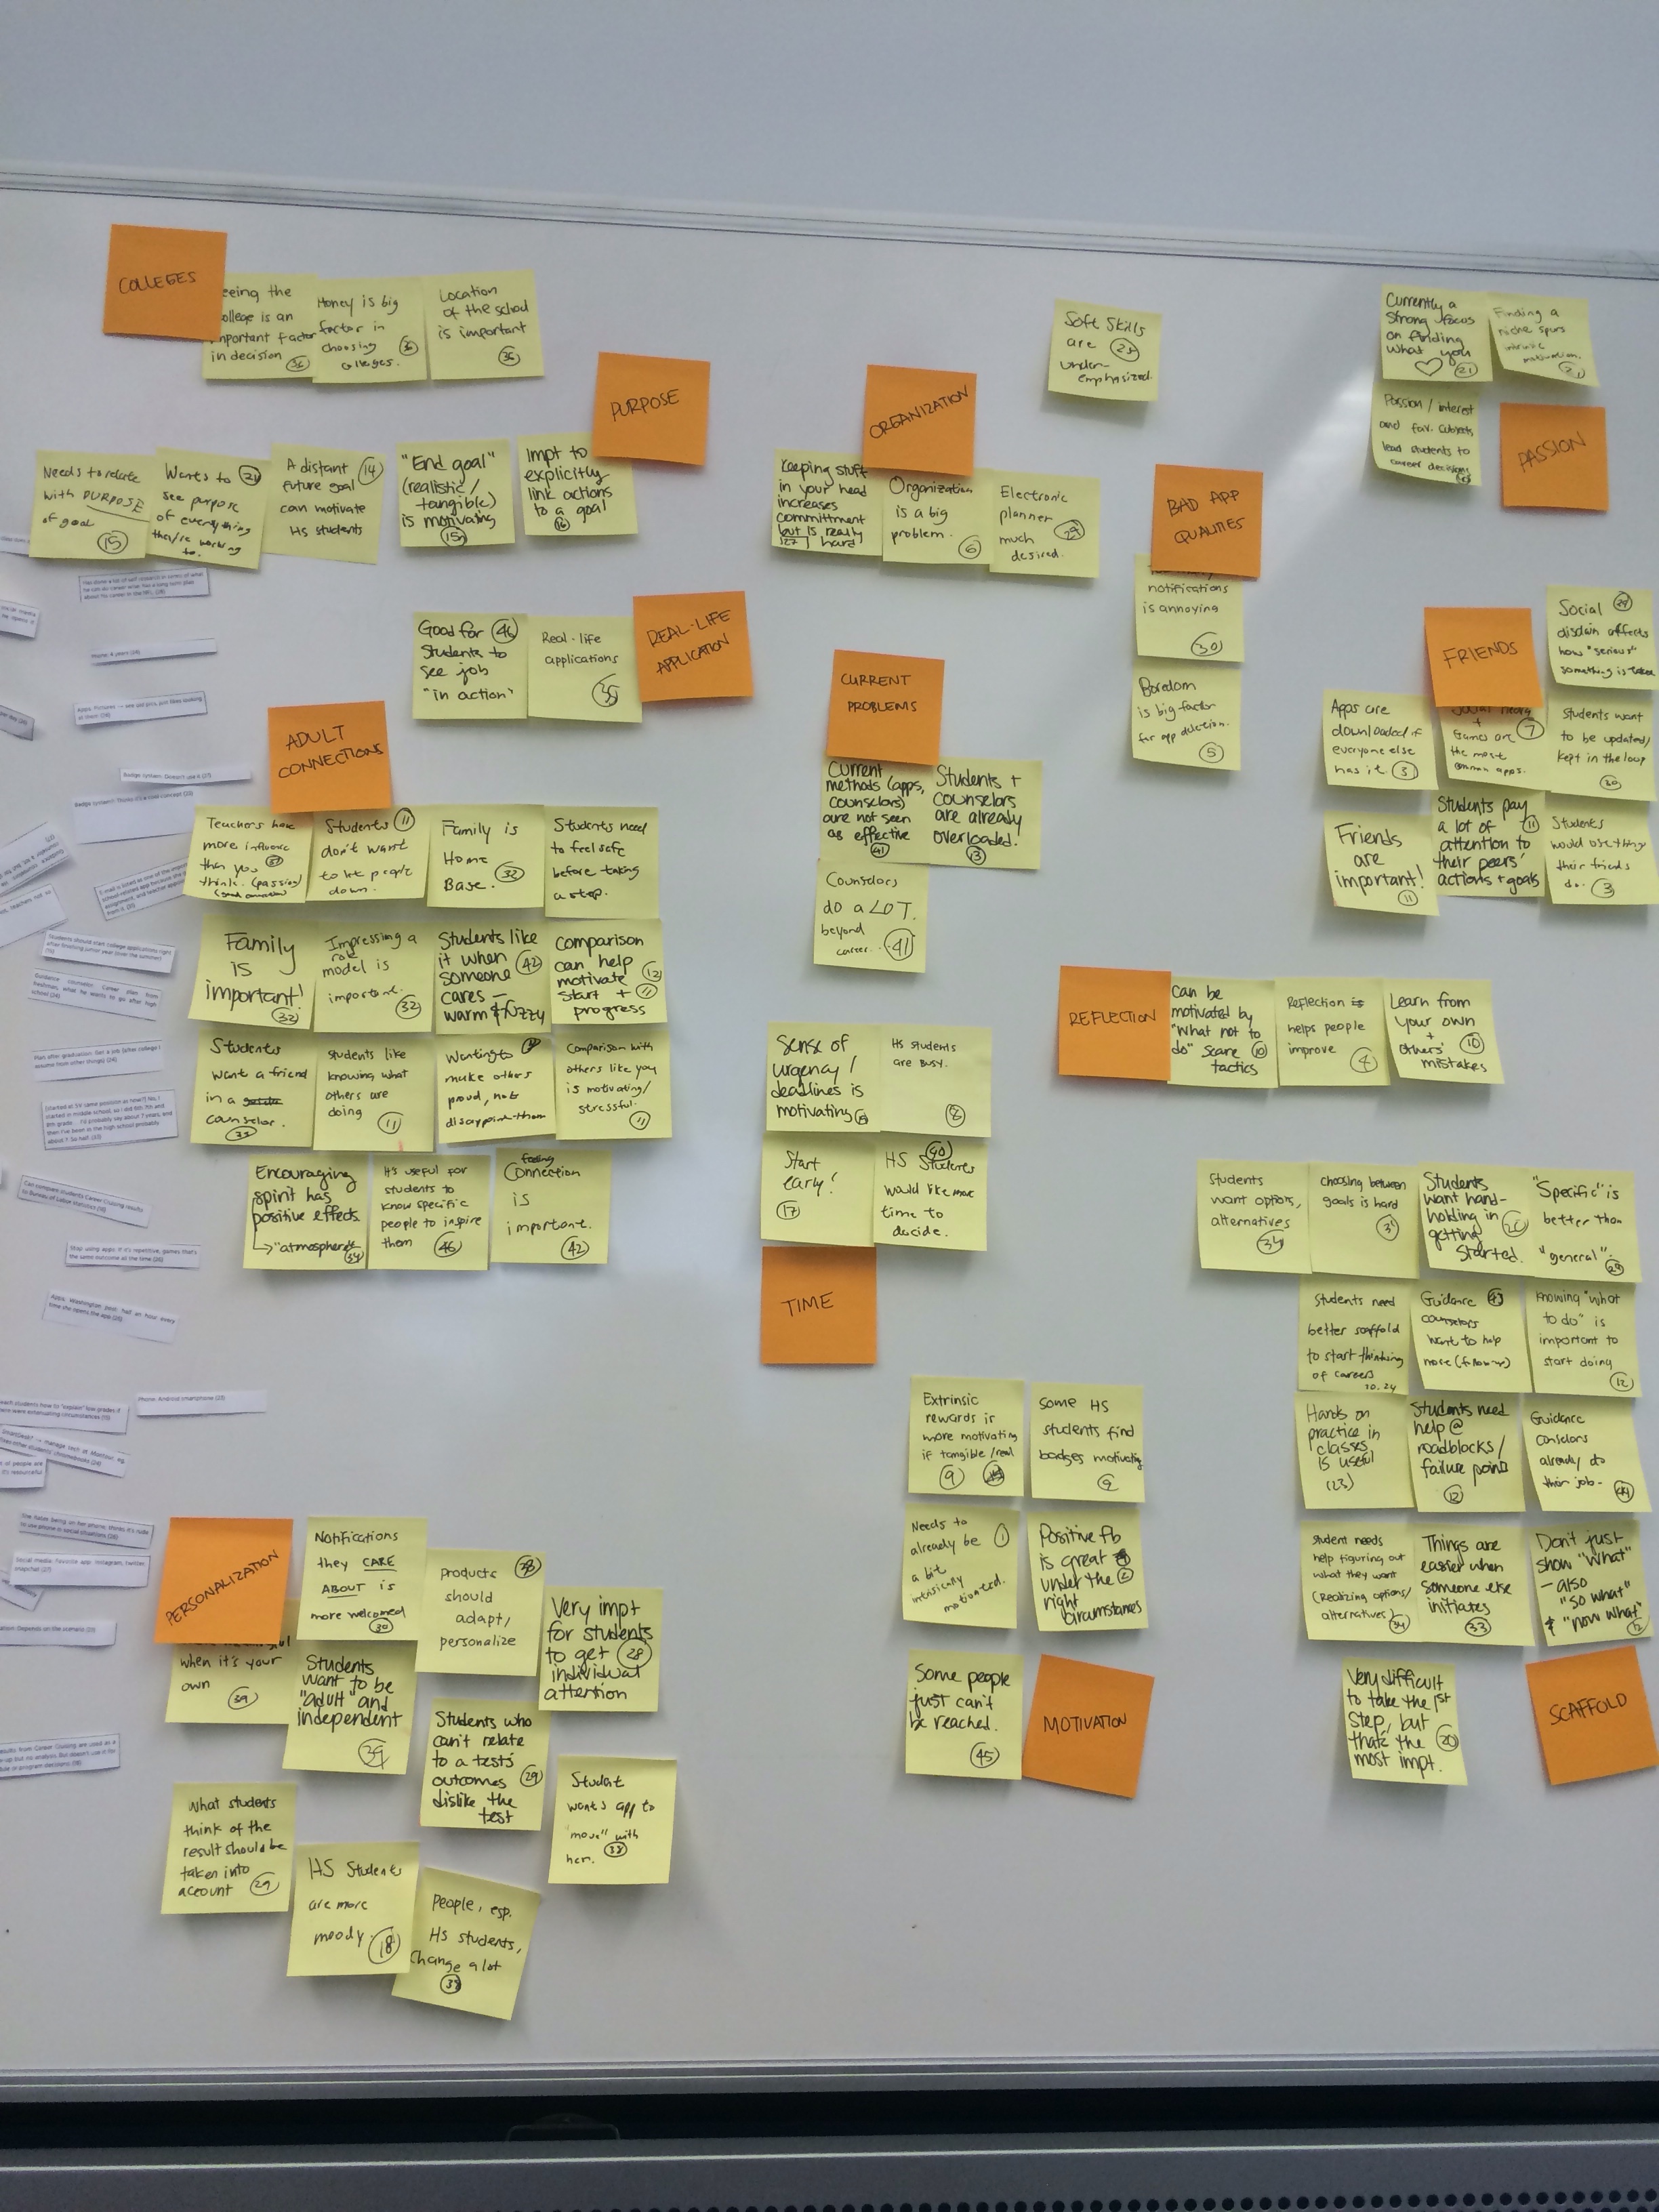 COLLEGES
eeing the
ollege is an
mportant factor
in decision
36
Money is big
factor in
choosing
colleges.
36
Location
of the school
is important
36
PURPOSE
Needs to relate
with PURPOSE
of goal
15
Wants to
see purpose
of everything
they're working
to.
A distant 14
future goal
can motivate
HS students
"End goal"
(realistic/
tangible)
is motivating
15
Impt to
explicitly
link actions
to a goal
16
ORGANIZATION
Keeping stuff
in your head
increases
commitment
but is really
hard
27
Organization
is a big
problem.
6
Electronic
planner
much
desired.
29
Soft skills
are 25
under-
emphasized.
BAD APP
QUALITIES
notifications
is annoying
30
Boredom
is big factor
for app deletion.
5
Currently a
strong focus
on finding
what you
♡ 21
Finding a
niche spurs
intrinsic
motivation.
21
Passion / interest
and fav. subjects
lead students to
career decisions
PASSION
REAL-LIFE
APPLICATION
Good for 46
students to
see job
"in action"
Real-life
applications
35
FRIENDS
Social 29
disdain affects
how "serious"
something is taken
Apps are
downloaded if
everyone else
has it. 3
+
Games are 7
the most
common apps.
Students want
to be updated/
kept in the loop
30
Friends
are
important!
11
Students pay
a lot of 11
attention to
their peers'
actions + goals
Students
would use thing
their friends
do. 3
CURRENT
PROBLEMS
Current
methods (apps,
counselors)
are not seen
as effective
41
Students +
counselors
are already
overloaded.
13
Counselors
do a LOT.
beyond
career. 41
ADULT
CONNECTIONS
Teachers have
more influence
than you
think. (passion)
Students 11
don't want
to let people
down.
Family is
Home
Base. 32
Students need
to feel safe
before taking
a step.
Family
is
important!
32
Impressing a
role
model is
important.
32
Students like
it when
someone 42
cares –
warm & fuzzy
Comparison
can help
motivate 12
start + 11
progress
Students
want a friend
in a
counselor.
Students like
knowing what
others are
doing
11
Wanting to
make others
proud, not
disappoint them
Comparison with
others like you
is motivating/
stressful.
11
Encouraging
spirit has
positive effects.
↳ "atmosphere"
34
It's useful for
students to
know specific
people to inspire
them 46
feeling
Connection
is
important.
42
REFLECTION
Can be
motivated by
"what not to
do" scare 10
tactics
Reflection is
helps people
improve 4
Learn from
your own
+
others' 10
mistakes
Sense of
urgency /
deadlines is
motivating
HS students
are busy.
8
Start
early!
17
40
HS Students
would like more
time to
decide.
TIME
Students
want options,
alternatives
34
Choosing between
goals is hard
3
Students
want hand-
holding in
getting
started.
"Specific" is
better than
"general".
29
Students need
better scaffold
to start thinking
of careers
20, 24
Guidance 43
counselors
want to help
more (follow up)
Knowing "what
to do" is
important to
start doing
12
Hands on
practice in
classes
is useful
(23)
Students need
help @
roadblocks/
failure point
12
Guidance
conselors
already do
their job.
44
Student needs
help figuring out
what they want
(Realizing options/
alternatives) 34
Things are
easier when
someone else
initiates
33
Don't just
show "what"
– also
"so what"
& "now what"
12
Very difficult
to take the 1st
step, but
that's the 20
most impt.
SCAFFOLD
Extrinsic
rewards is
more motivating
if tangible/real
9
Some HS
students find
badges motivating
9
Needs to
already be 1
a bit
intrisically
motivated.
Positive fb
is great
under the 2
right
circumstances
Some people
just can't
be reached.
45
MOTIVATION
PERSONALIZATION
Notifications
they CARE
ABOUT is
more welcomed
30
products 38
should
adapt/
personalize
Very impt
for students
to get 28
individual
attention
when it's your
own
39
Students
want to be
"adult" and
independent
39
Students who
can't relate
to a test's
outcomes 29
dislike the
test
Student
wants app to
"move" with
her. 38
What students
think of the
result should be
taken into
account 29
HS Students
are more
moody. 18
People, esp.
HS students,
change a lot
38
Phone: Android smartphone (25)